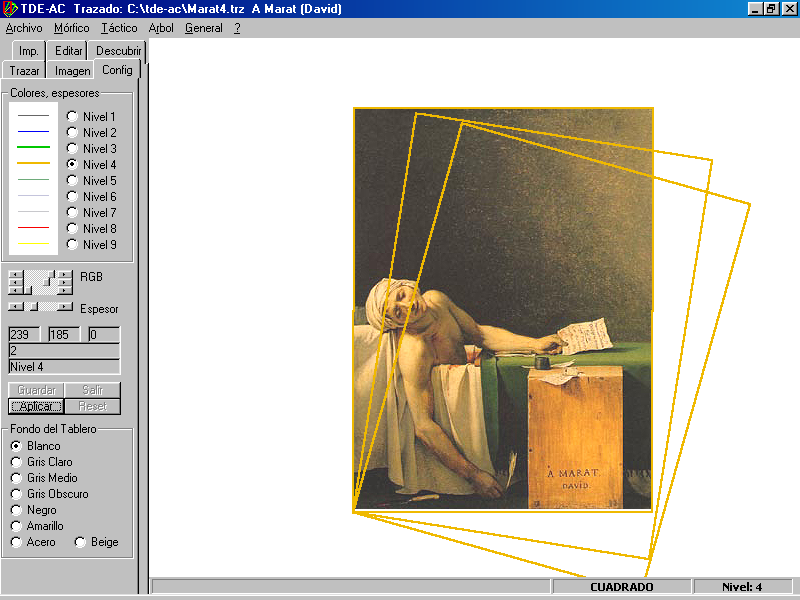 TDE-AC Trazado: C:\tde-ac\Marat4.trz A Marat (David)
Archivo Mórfico Táctico Arbol General ?
Imp. Editar Descubrir
Trazar Imagen Config
Colores, espesores
Nivel 1
Nivel 2
Nivel 3
Nivel 4
Nivel 5
Nivel 6
Nivel 7
Nivel 8
Nivel 9
RGB
Espesor
239 185 0
2
Nivel 4
Guardar Salir
Aplicar Reset
Fondo del Tablero
Blanco
Gris Claro
Gris Medio
Gris Obscuro
Negro
Amarillo
Acero Beige
A MARAT.
DAVID.
CUADRADO Nivel: 4